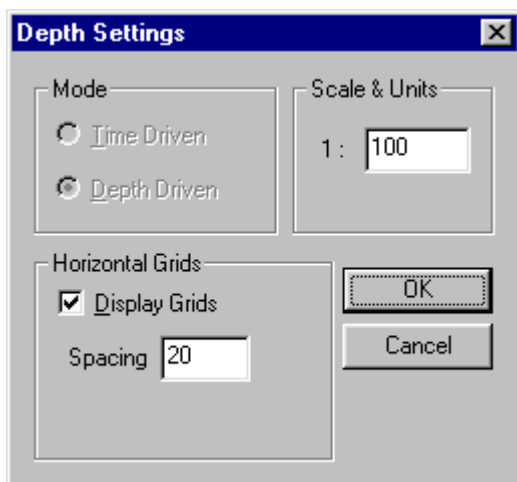 Depth Settings
Mode
Time Driven
Depth Driven
Scale & Units
1 : 100
Horizontal Grids
Display Grids
Spacing 20
OK
Cancel